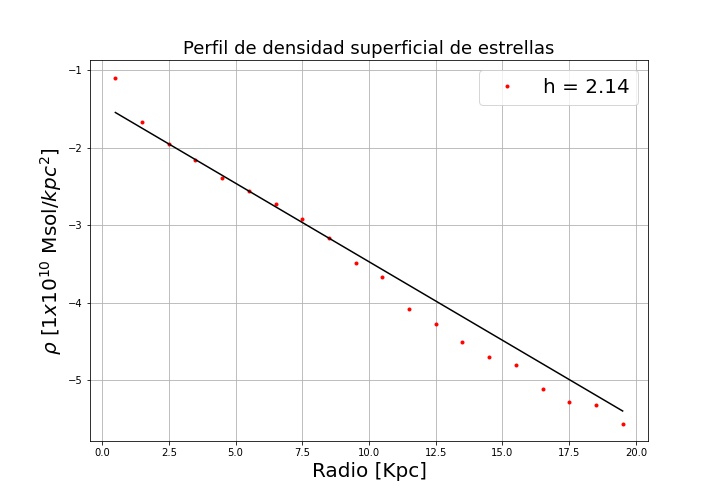 Perfil de densidad superficial de estrellas
h = 2.14
−1
−2
−3
−4
−5
ρ [1x10^{10} Msol/kpc^2]
0.0 2.5 5.0 7.5 10.0 12.5 15.0 17.5 20.0
Radio [Kpc]